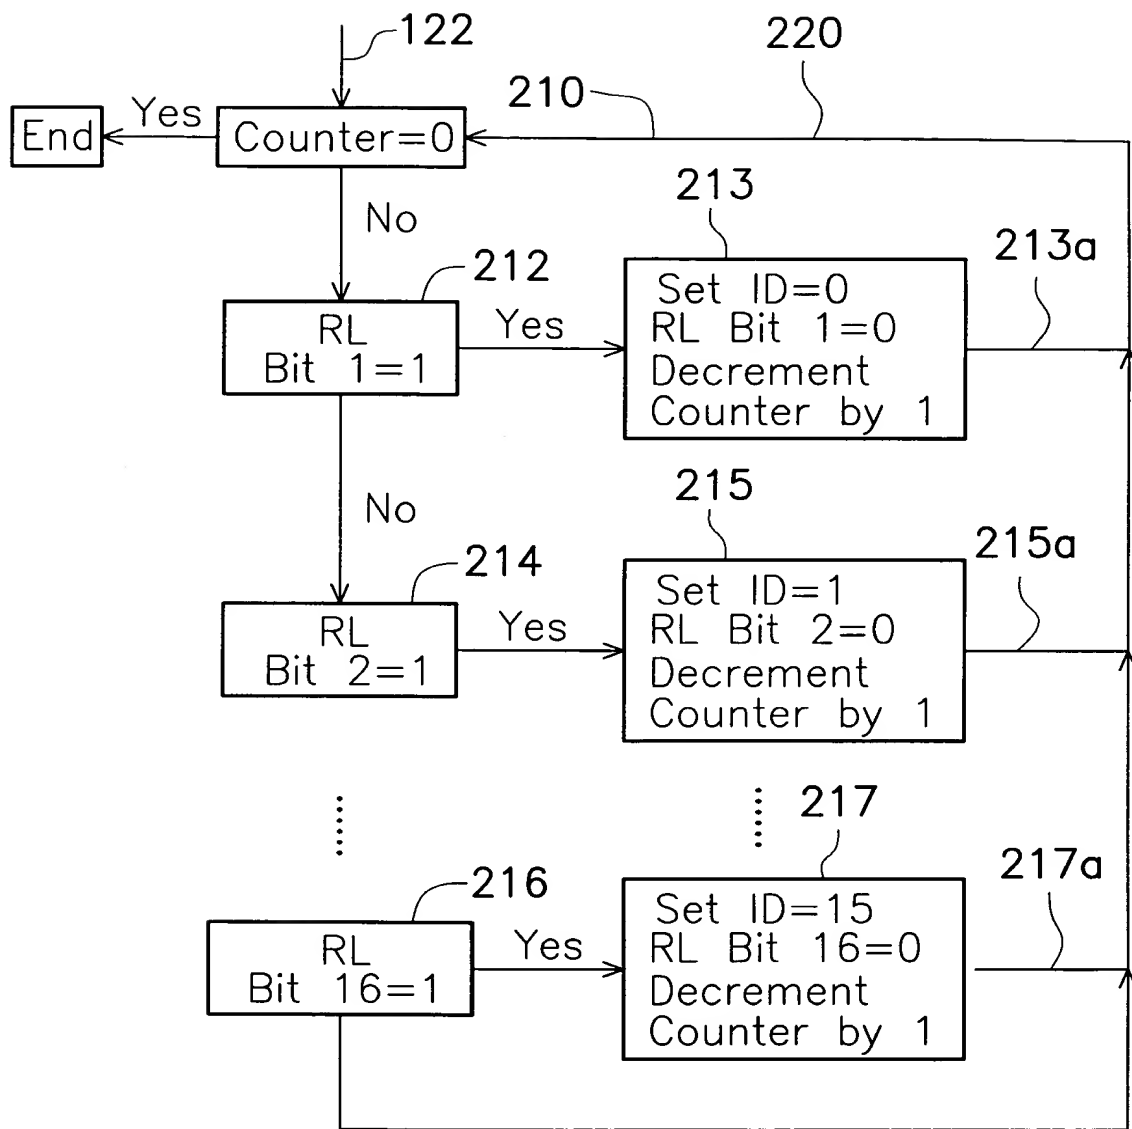 122
220
210
End
Yes
Counter=0
No
213
213a
212
Set ID=0
RL Bit 1=0
Decrement
Counter by 1
RL
Bit 1=1
Yes
No
215
215a
214
Set ID=1
RL Bit 2=0
Decrement
Counter by 1
RL
Bit 2=1
Yes
217
217a
216
Set ID=15
RL Bit 16=0
Decrement
Counter by 1
RL
Bit 16=1
Yes